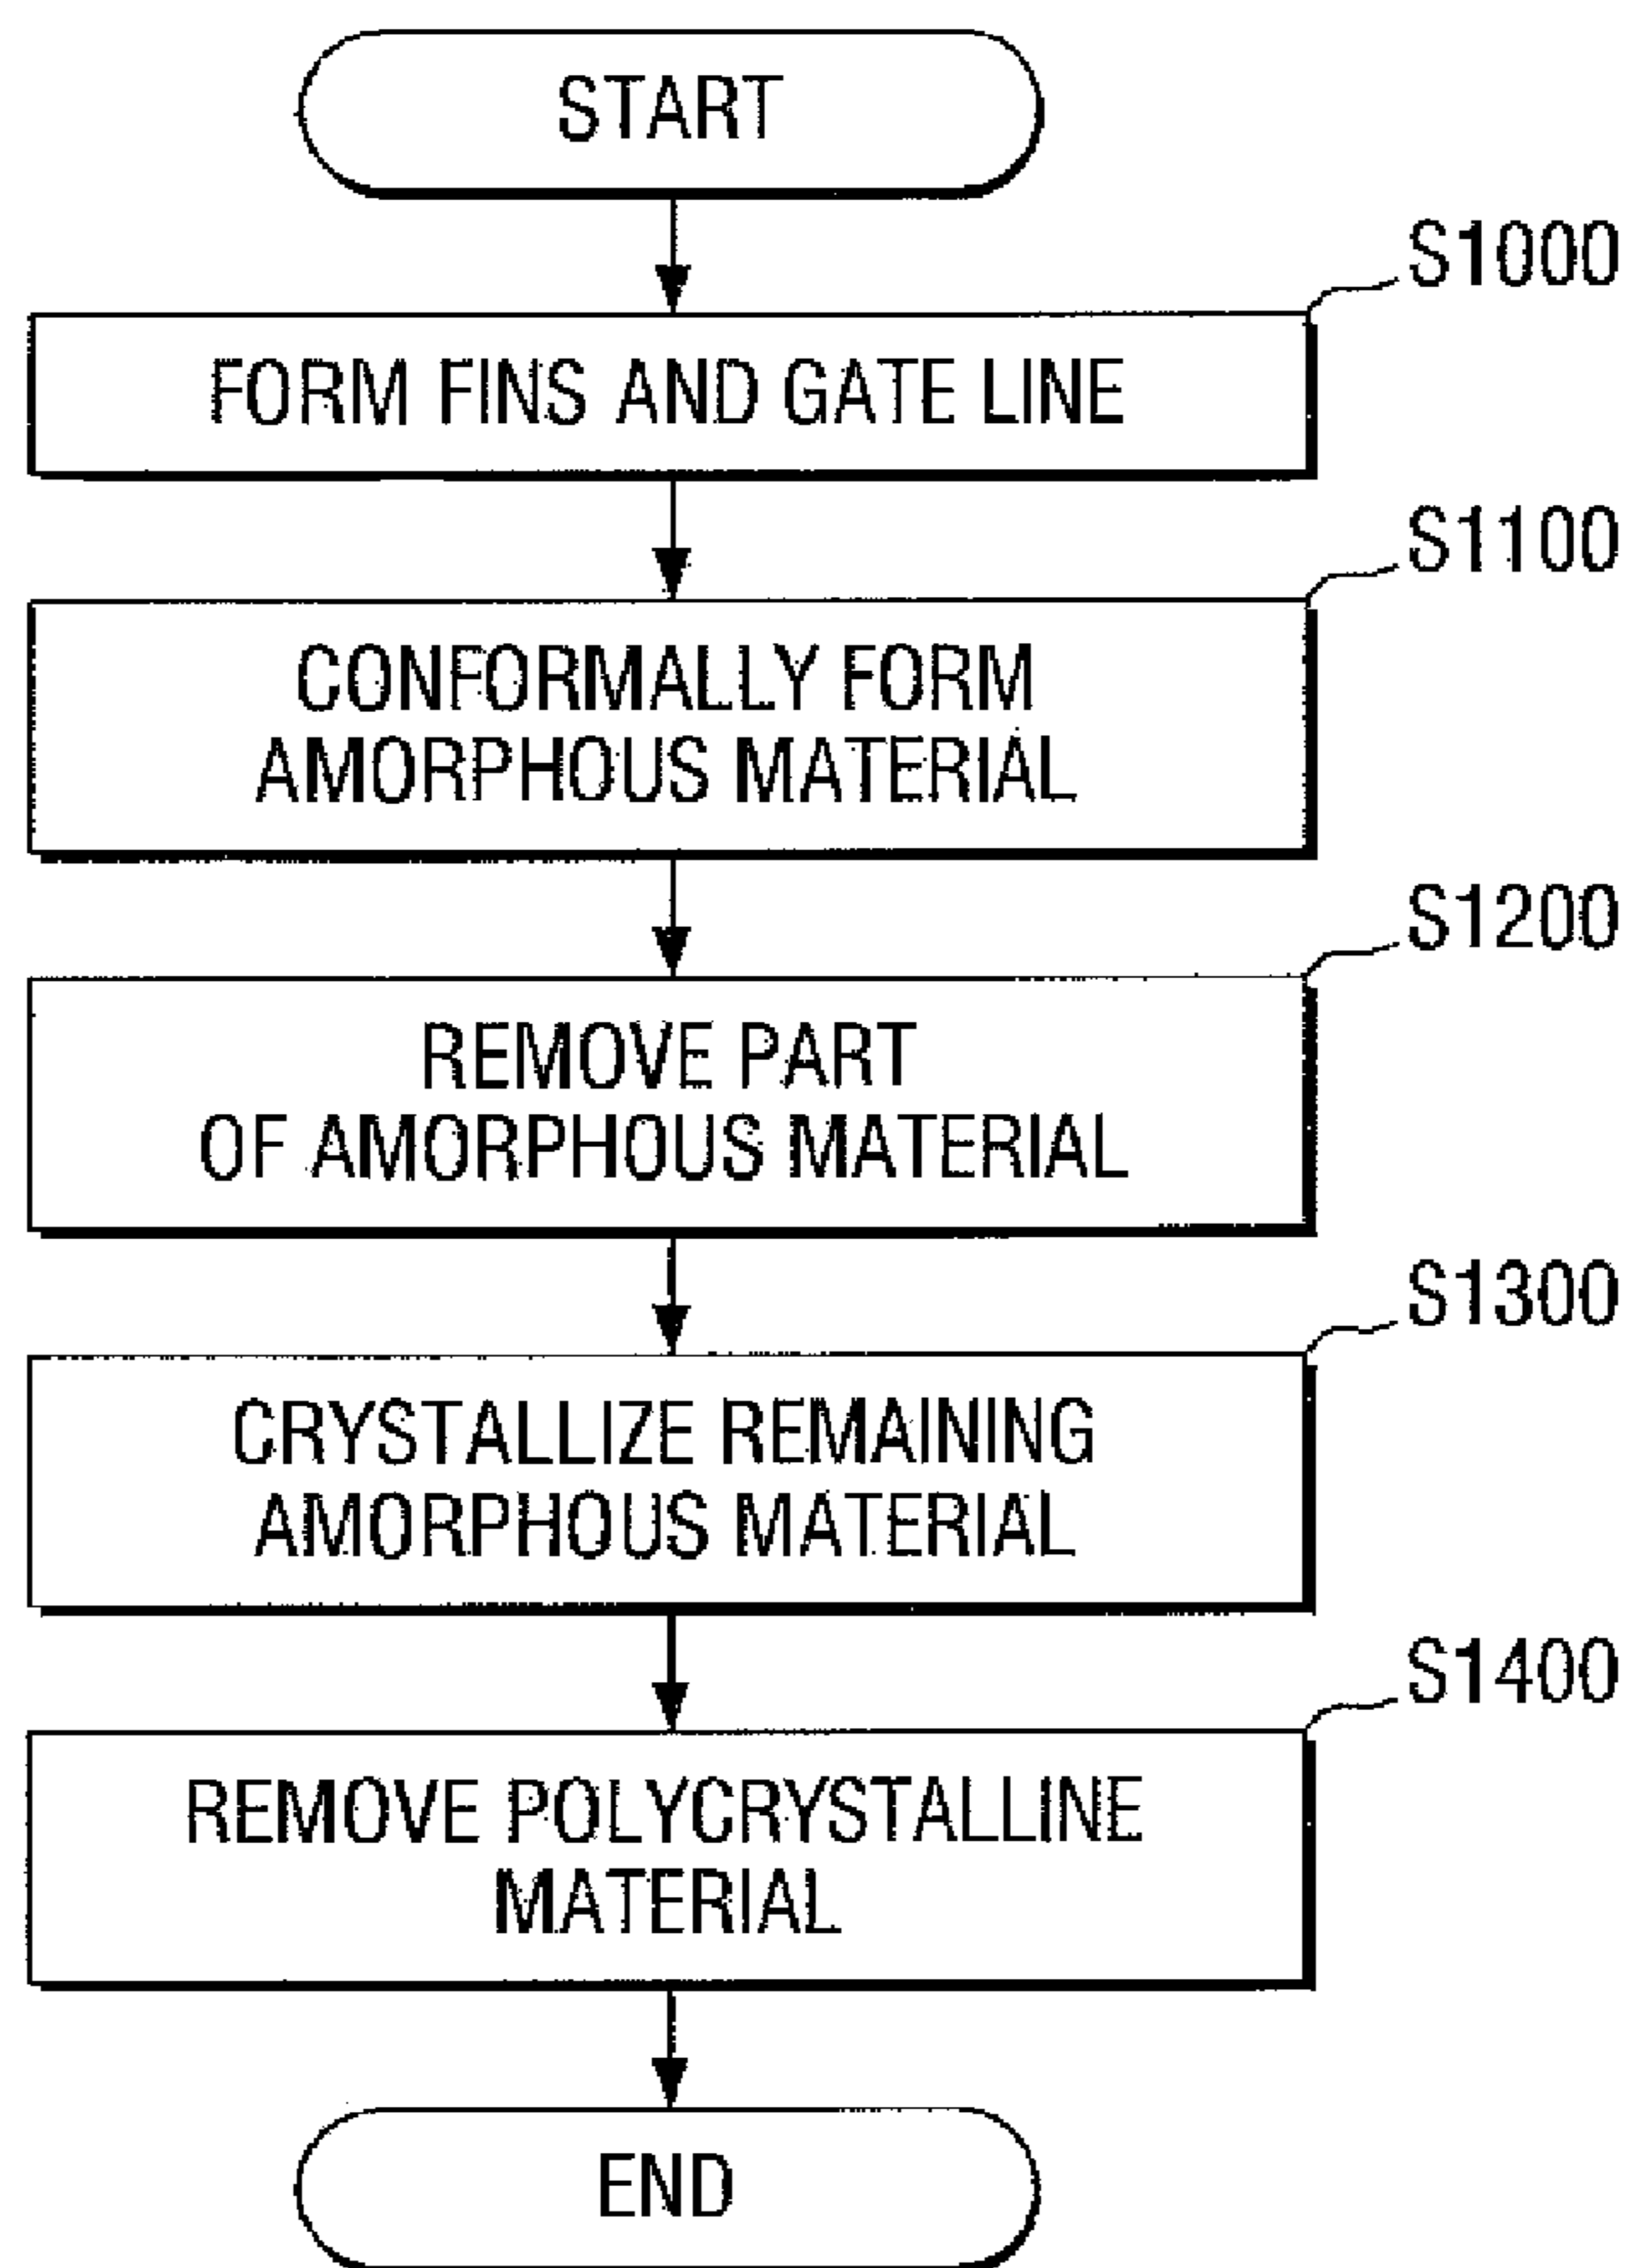 START
S1000
FORM FINS AND GATE LINE
S1100
CONFORMALLY FORM
AMORPHOUS MATERIAL
S1200
REMOVE PART
OF AMORPHOUS MATERIAL
S1300
CRYSTALLIZE REMAINING
AMORPHOUS MATERIAL
S1400
REMOVE POLYCRYSTALLINE
MATERIAL
END